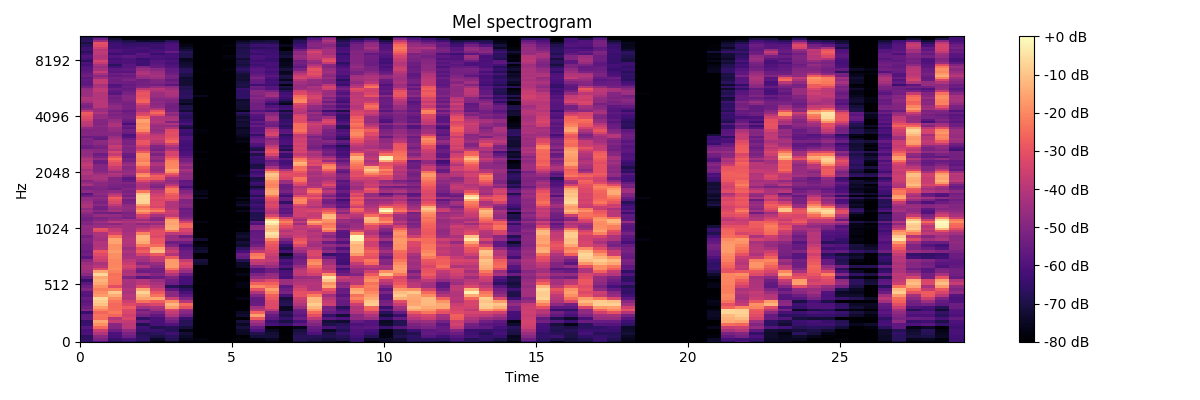 Mel spectrogram
8192
4096
2048
1024
512
0
Hz
0 5 10 15 20 25
Time
+0 dB
-10 dB
-20 dB
-30 dB
-40 dB
-50 dB
-60 dB
-70 dB
-80 dB